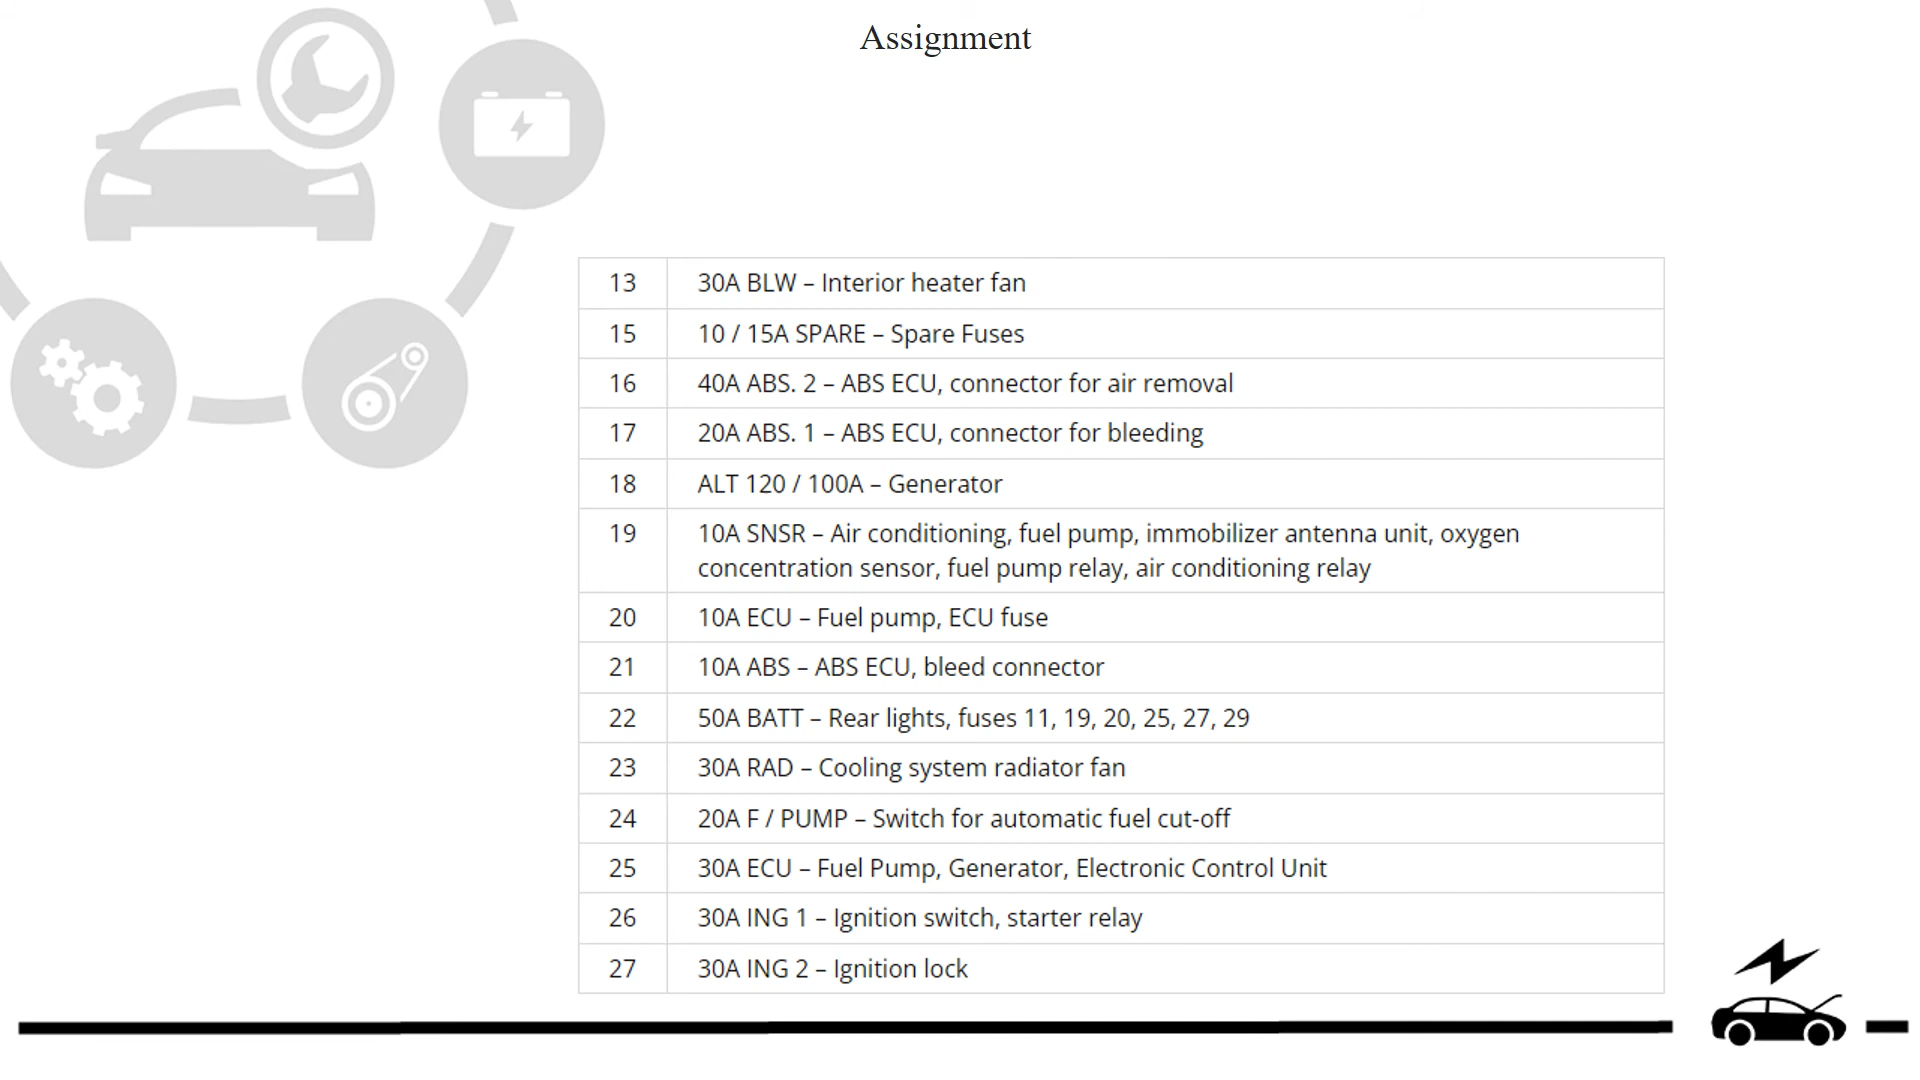 Assignment
13 30A BLW – Interior heater fan
15 10 / 15A SPARE – Spare Fuses
16 40A ABS. 2 – ABS ECU, connector for air removal
17 20A ABS. 1 – ABS ECU, connector for bleeding
18 ALT 120 / 100A – Generator
19 10A SNSR – Air conditioning, fuel pump, immobilizer antenna unit, oxygen
concentration sensor, fuel pump relay, air conditioning relay
20 10A ECU – Fuel pump, ECU fuse
21 10A ABS – ABS ECU, bleed connector
22 50A BATT – Rear lights, fuses 11, 19, 20, 25, 27, 29
23 30A RAD – Cooling system radiator fan
24 20A F / PUMP – Switch for automatic fuel cut-off
25 30A ECU – Fuel Pump, Generator, Electronic Control Unit
26 30A ING 1 – Ignition switch, starter relay
27 30A ING 2 – Ignition lock